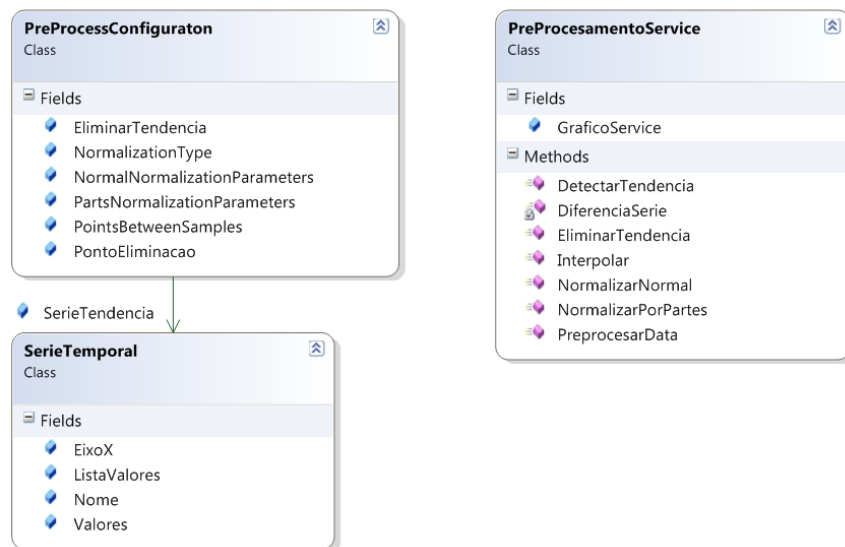 PreProcessConfiguraton
Class
Fields
EliminarTendencia
NormalizationType
NormalNormalizationParameters
PartsNormalizationParameters
PointsBetweenSamples
PontoEliminacao
SerieTendencia
SerieTemporal
Class
Fields
EixoX
ListaValores
Nome
Valores
PreProcesamentoService
Class
Fields
GraficoService
Methods
DetectarTendencia
DiferenciaSerie
EliminarTendencia
Interpolar
NormalizarNormal
NormalizarPorPartes
PreprocesarData